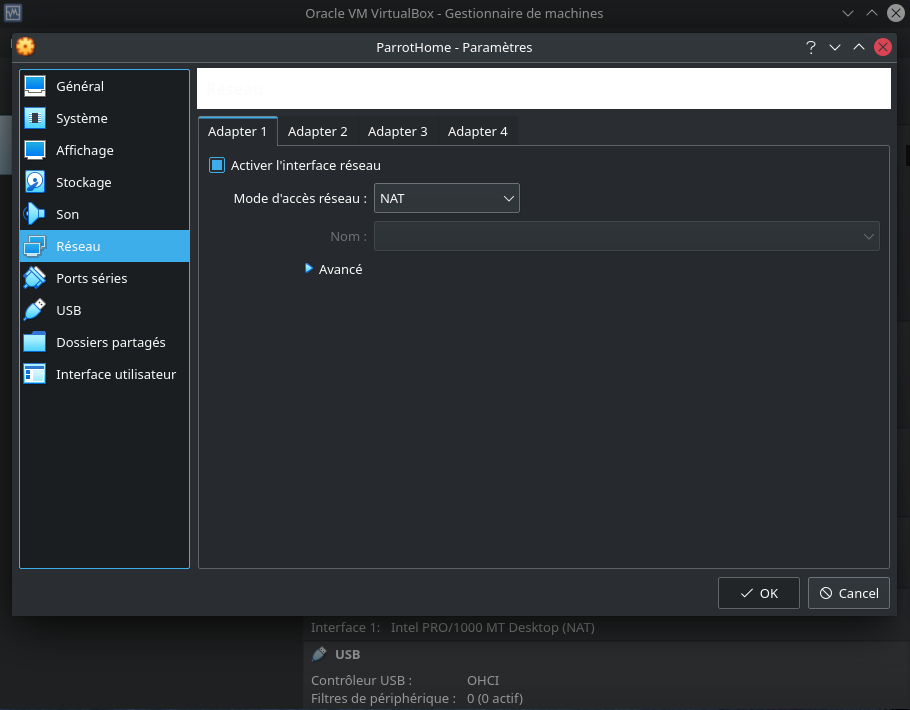 Oracle VM VirtualBox - Gestionnaire de machines
ParrotHome - Paramètres
Général
Système
Affichage
Stockage
Son
Réseau
Ports séries
USB
Dossiers partagés
Interface utilisateur
Adapter 1 Adapter 2 Adapter 3 Adapter 4
Activer l'interface réseau
Mode d'accès réseau : NAT
Nom :
Avancé
OK Cancel
Interface 1: Intel PRO/1000 MT Desktop (NAT)
USB
Contrôleur USB : OHCI
Filtres de périphérique : 0 (0 actif)